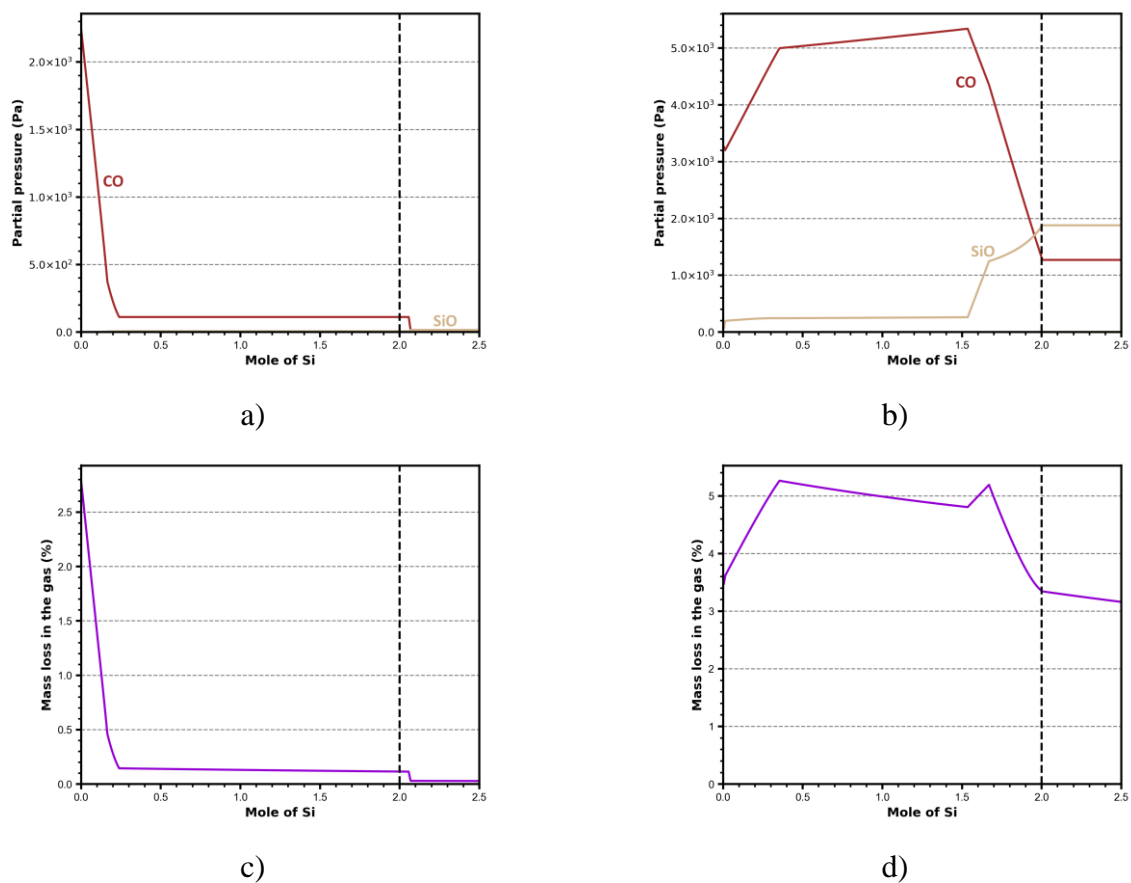 2.0×10³
1.5×10³
1.0×10³
5.0×10²
0.0
Partial pressure (Pa)
CO
SiO
0.0 0.5 1.0 1.5 2.0 2.5
Mole of Si
a)
5.0×10³
4.0×10³
3.0×10³
2.0×10³
1.0×10³
0.0
Partial pressure (Pa)
CO
SiO
0.0 0.5 1.0 1.5 2.0 2.5
Mole of Si
b)
2.5
2.0
1.5
1.0
0.5
0.0
Mass loss in the gas (%)
0.0 0.5 1.0 1.5 2.0 2.5
Mole of Si
c)
5
4
3
2
1
0
Mass loss in the gas (%)
0.0 0.5 1.0 1.5 2.0 2.5
Mole of Si
d)